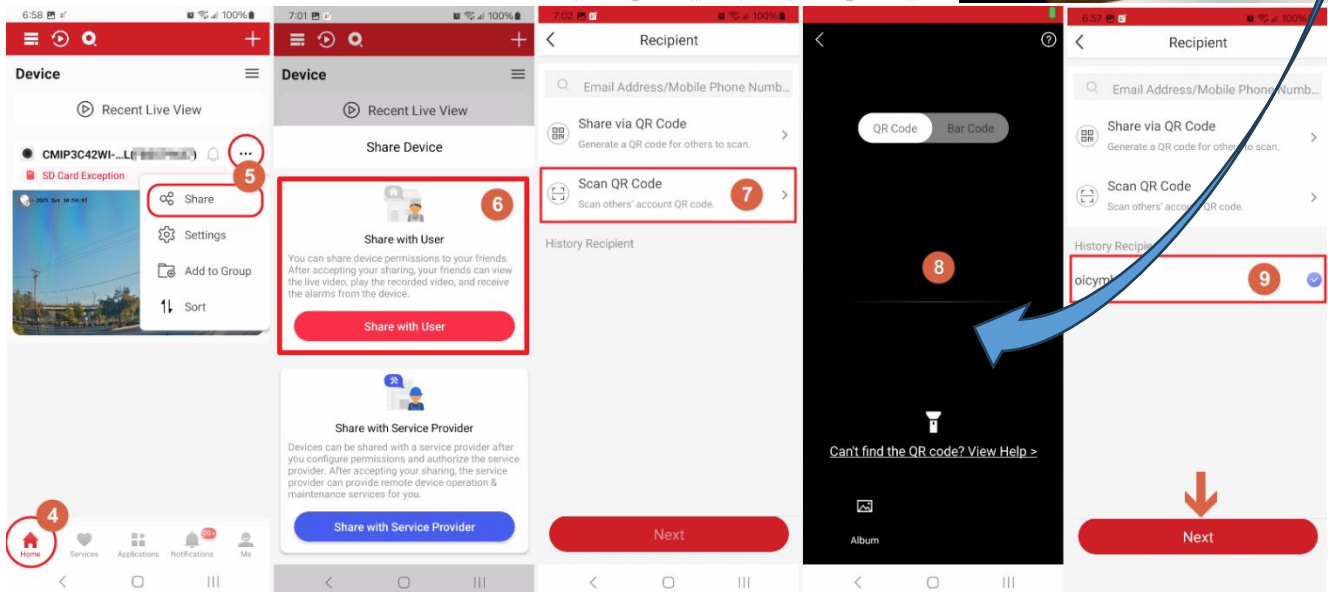 6:58
100%
Device
Recent Live View
CMIP3C42WI-...L(
SD Card Exception
5
Share
Settings
Add to Group
Sort
4
99+
Home
Services
Applications
Notifications
Me
7:01
100%
Device
Recent Live View
Share Device
6
Share with User
You can share device permissions to your friends.
After accepting your sharing, your friends can view
the live video, play the recorded video, and receive
the alarms from the device.
Share with User
Share with Service Provider
Devices can be shared with a service provider after
you configure permissions and authorize the service
provider. After accepting your sharing, the service
provider can provide remote device operation &
maintenance services for you.
Share with Service Provider
7:02
100%
Recipient
Email Address/Mobile Phone Numb...
Share via QR Code
Generate a QR code for others to scan.
Scan QR Code
Scan others' account QR code.
7
History Recipient
Next
QR Code
Bar Code
8
Can't find the QR code? View Help >
Album
6:57
100%
Recipient
Email Address/Mobile Phone Numb...
Share via QR Code
Generate a QR code for others to scan.
Scan QR Code
Scan others' account QR code.
History Recipient
9
Next